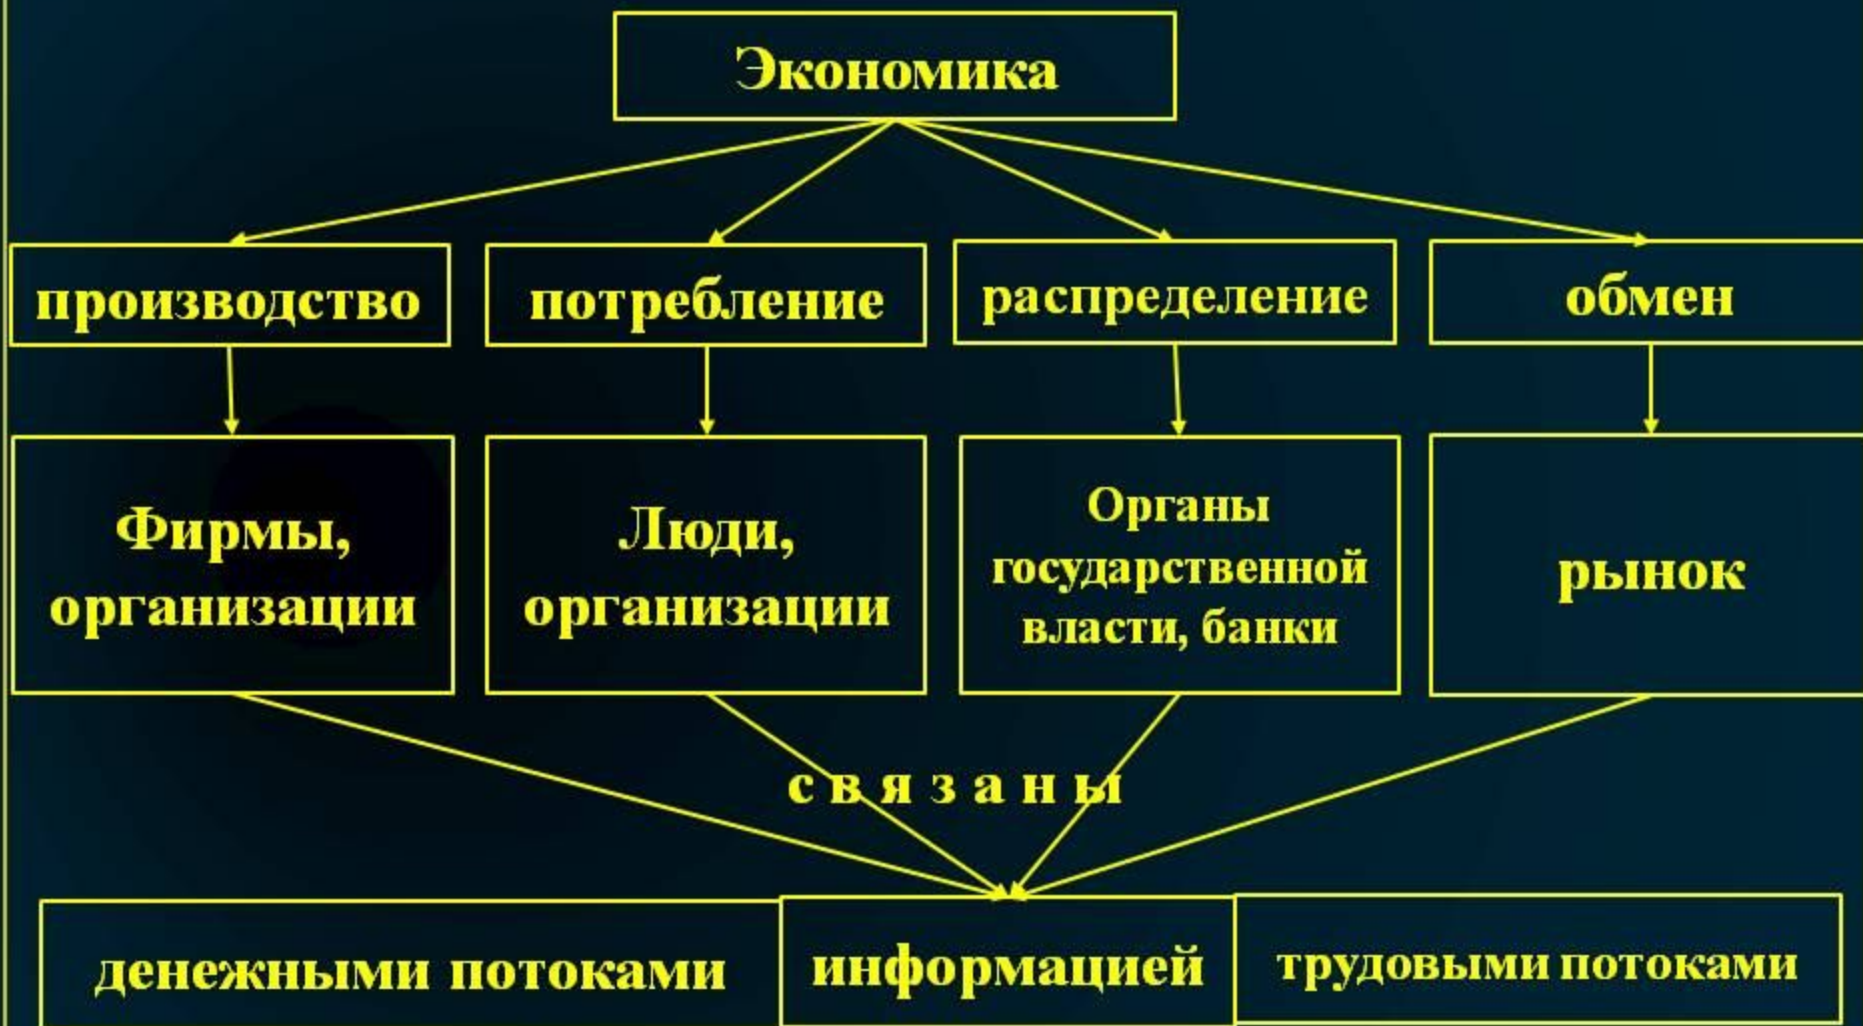 Экономика
производство
потребление
распределение
обмен
Фирмы,
организации
Люди,
организации
Органы
государственной
власти, банки
рынок
связаны
денежными потоками
информацией
трудовыми потоками